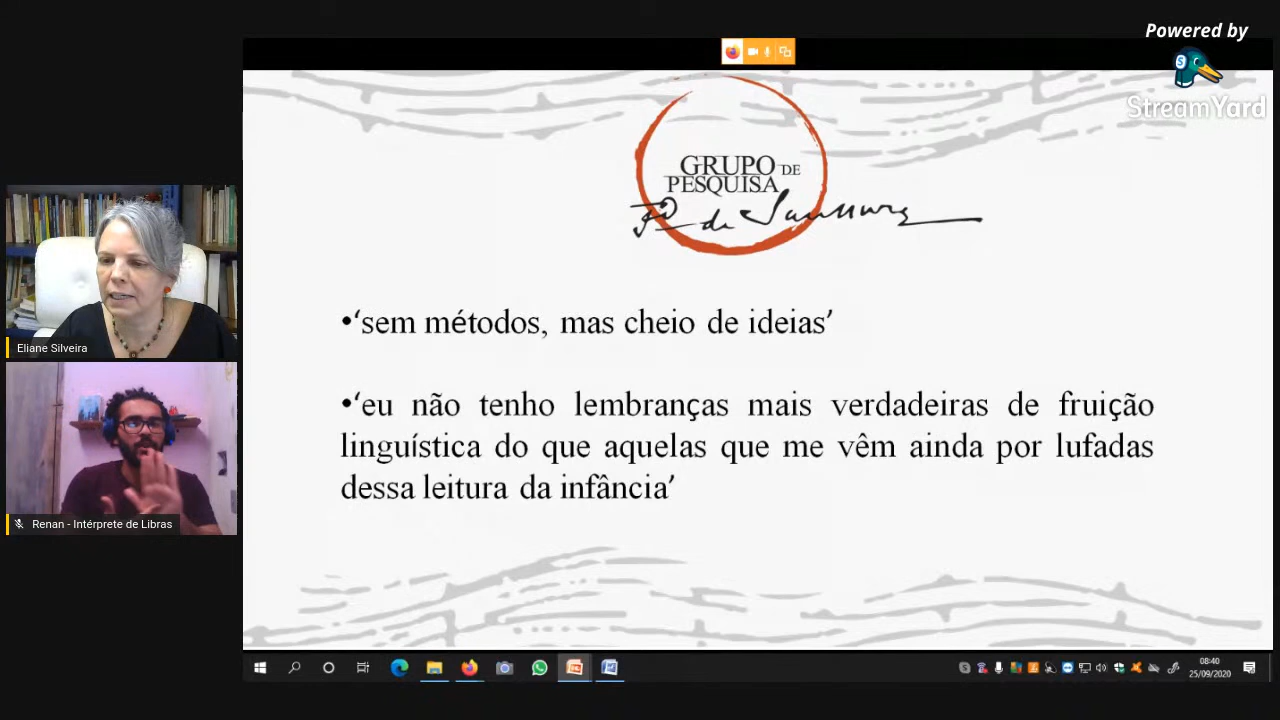 Powered by
StreamYard
GRUPO DE
PESQUISA
F. de Saussure
•‘sem métodos, mas cheio de ideias’
•‘eu não tenho lembranças mais verdadeiras de fruição
linguística do que aquelas que me vêm ainda por lufadas
dessa leitura da infância’
Eliane Silveira
Renan - Intérprete de Libras
08:40
25/09/2020